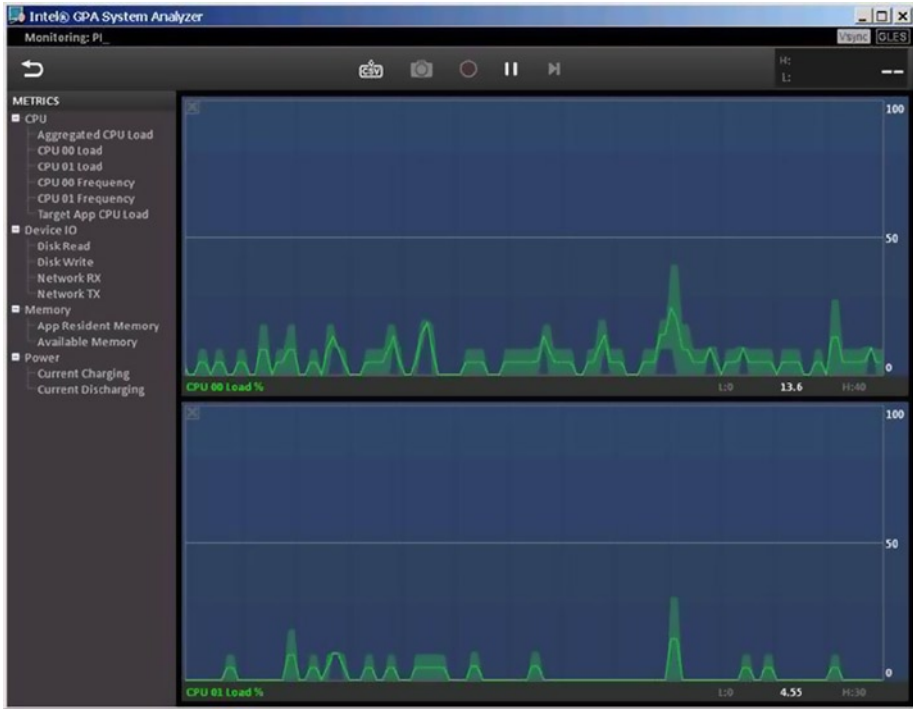 Intel® GPA System Analyzer
Monitoring: PI_
Vsync GLES
CSV
H:
L:
--
METRICS
CPU
Aggregated CPU Load
CPU 00 Load
CPU 01 Load
CPU 00 Frequency
CPU 01 Frequency
Target App CPU Load
Device IO
Disk Read
Disk Write
Network RX
Network TX
Memory
App Resident Memory
Available Memory
Power
Current Charging
Current Discharging
100
50
0
CPU 00 Load % L:0 13.6 H:40
100
50
0
CPU 01 Load % L:0 4.55 H:30